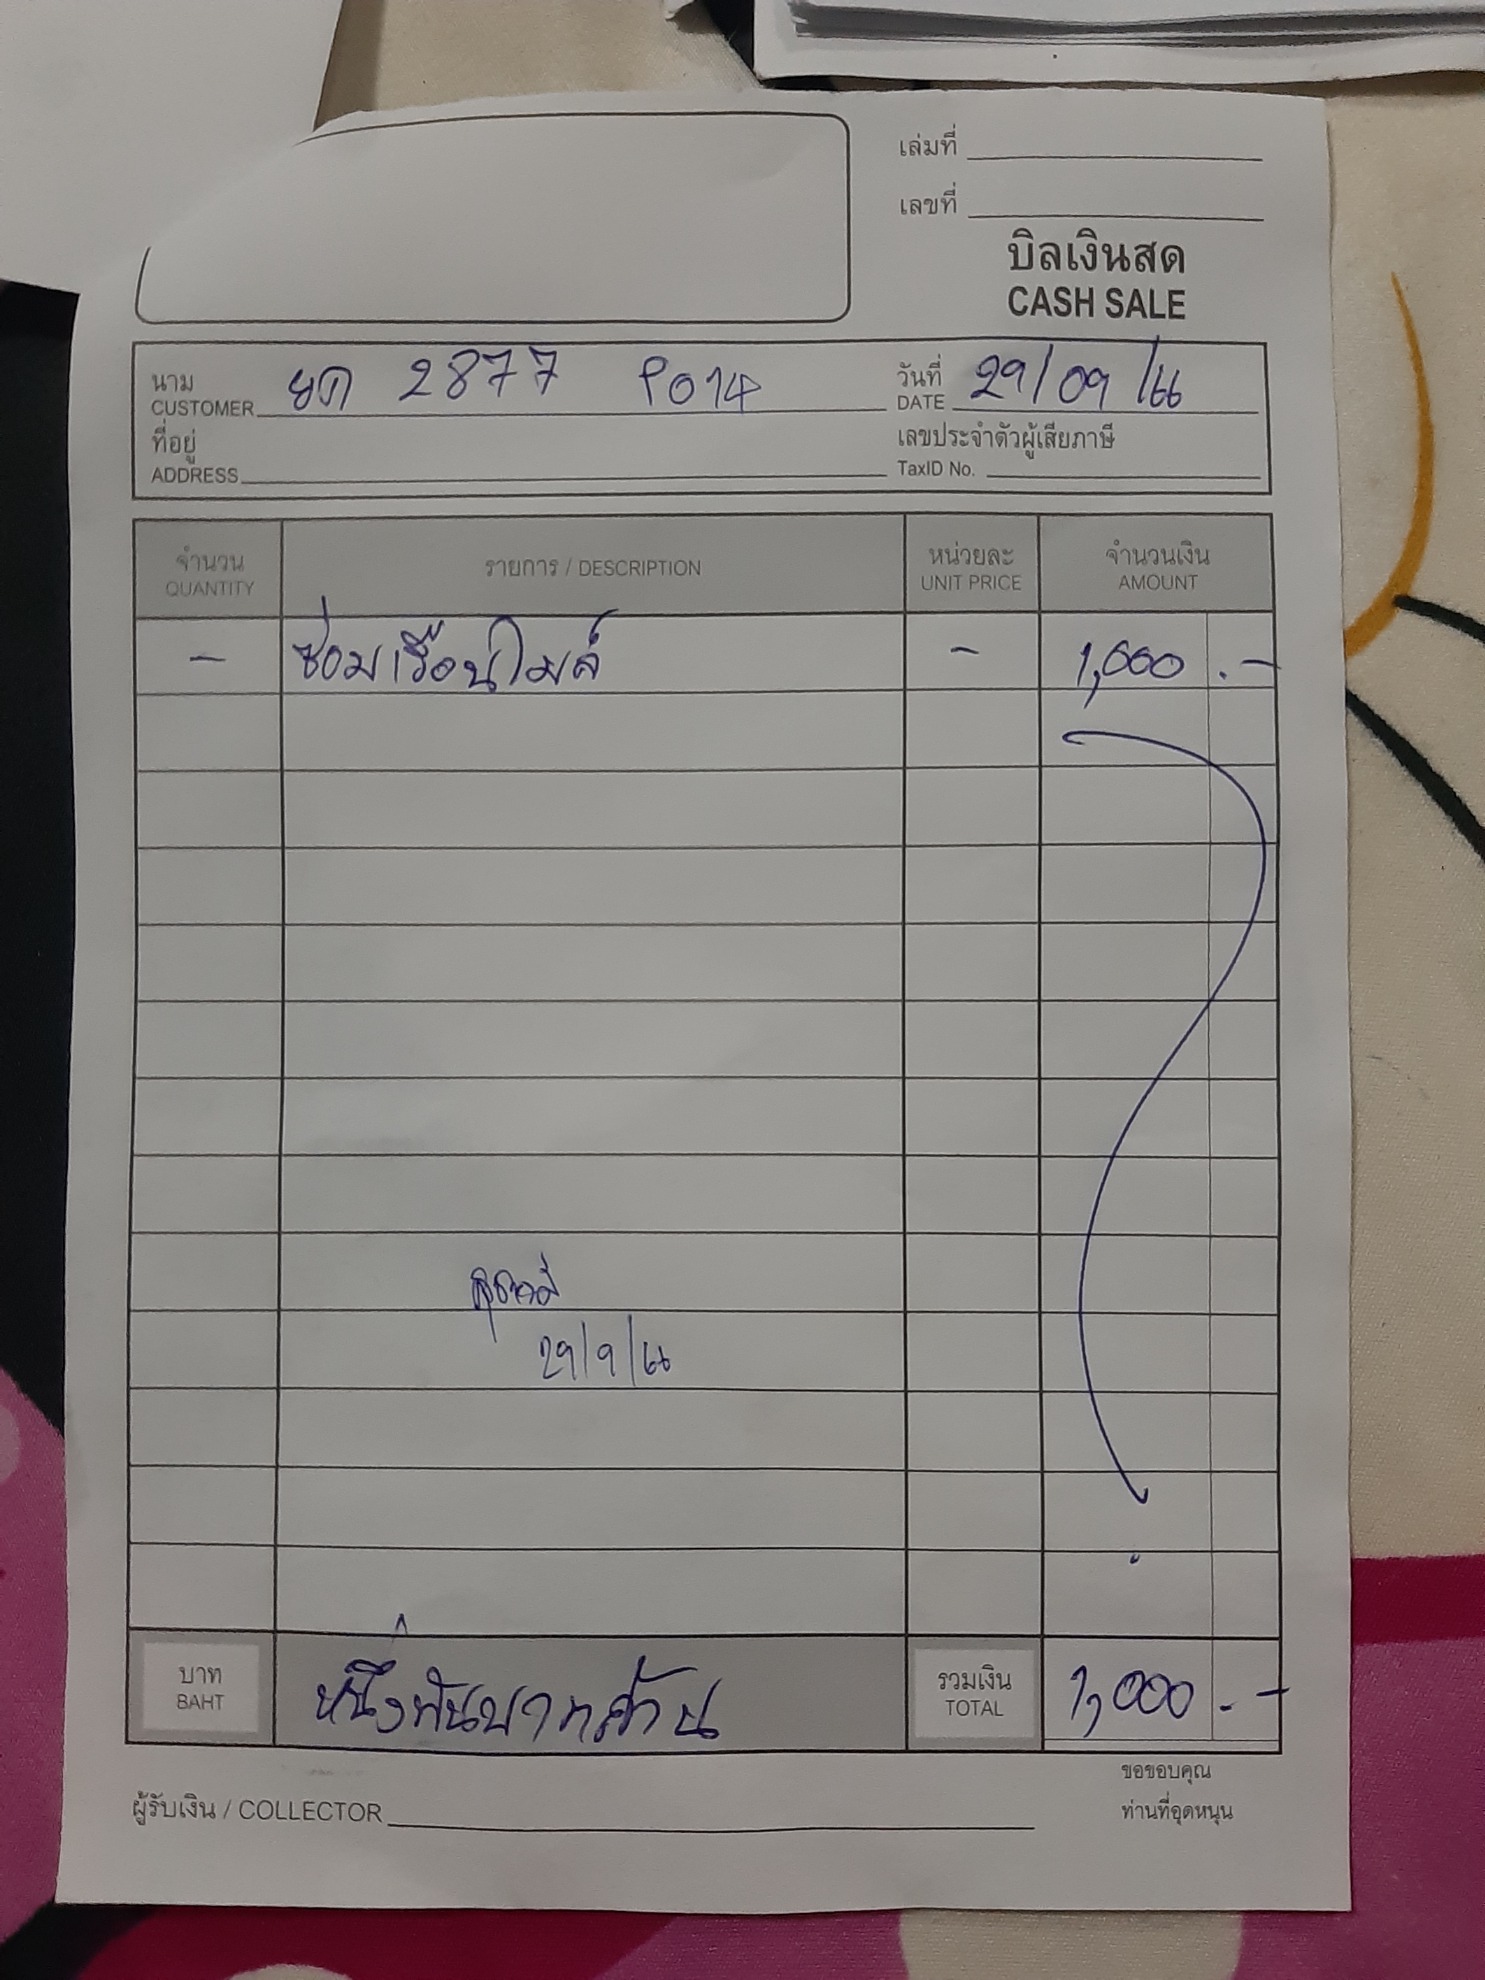 เล่มที่
เลขที่
บิลเงินสด
CASH SALE
นาม
CUSTOMER 2877 P014
วันที่
DATE 29/09/66
ที่อยู่
ADDRESS
เลขประจำตัวผู้เสียภาษี
TaxID No.
จำนวน รายการ / DESCRIPTION หน่วยละ จำนวนเงิน
QUANTITY UNIT PRICE AMOUNT
- ซ่อมเรือนไมล์ - 1,000 .-
29/9/66
บาท
BAHT
หนึ่งพันบาทถ้วน
รวมเงิน
TOTAL
1,000 .-
ขอขอบคุณ
ท่านที่อุดหนุน
ผู้รับเงิน / COLLECTOR